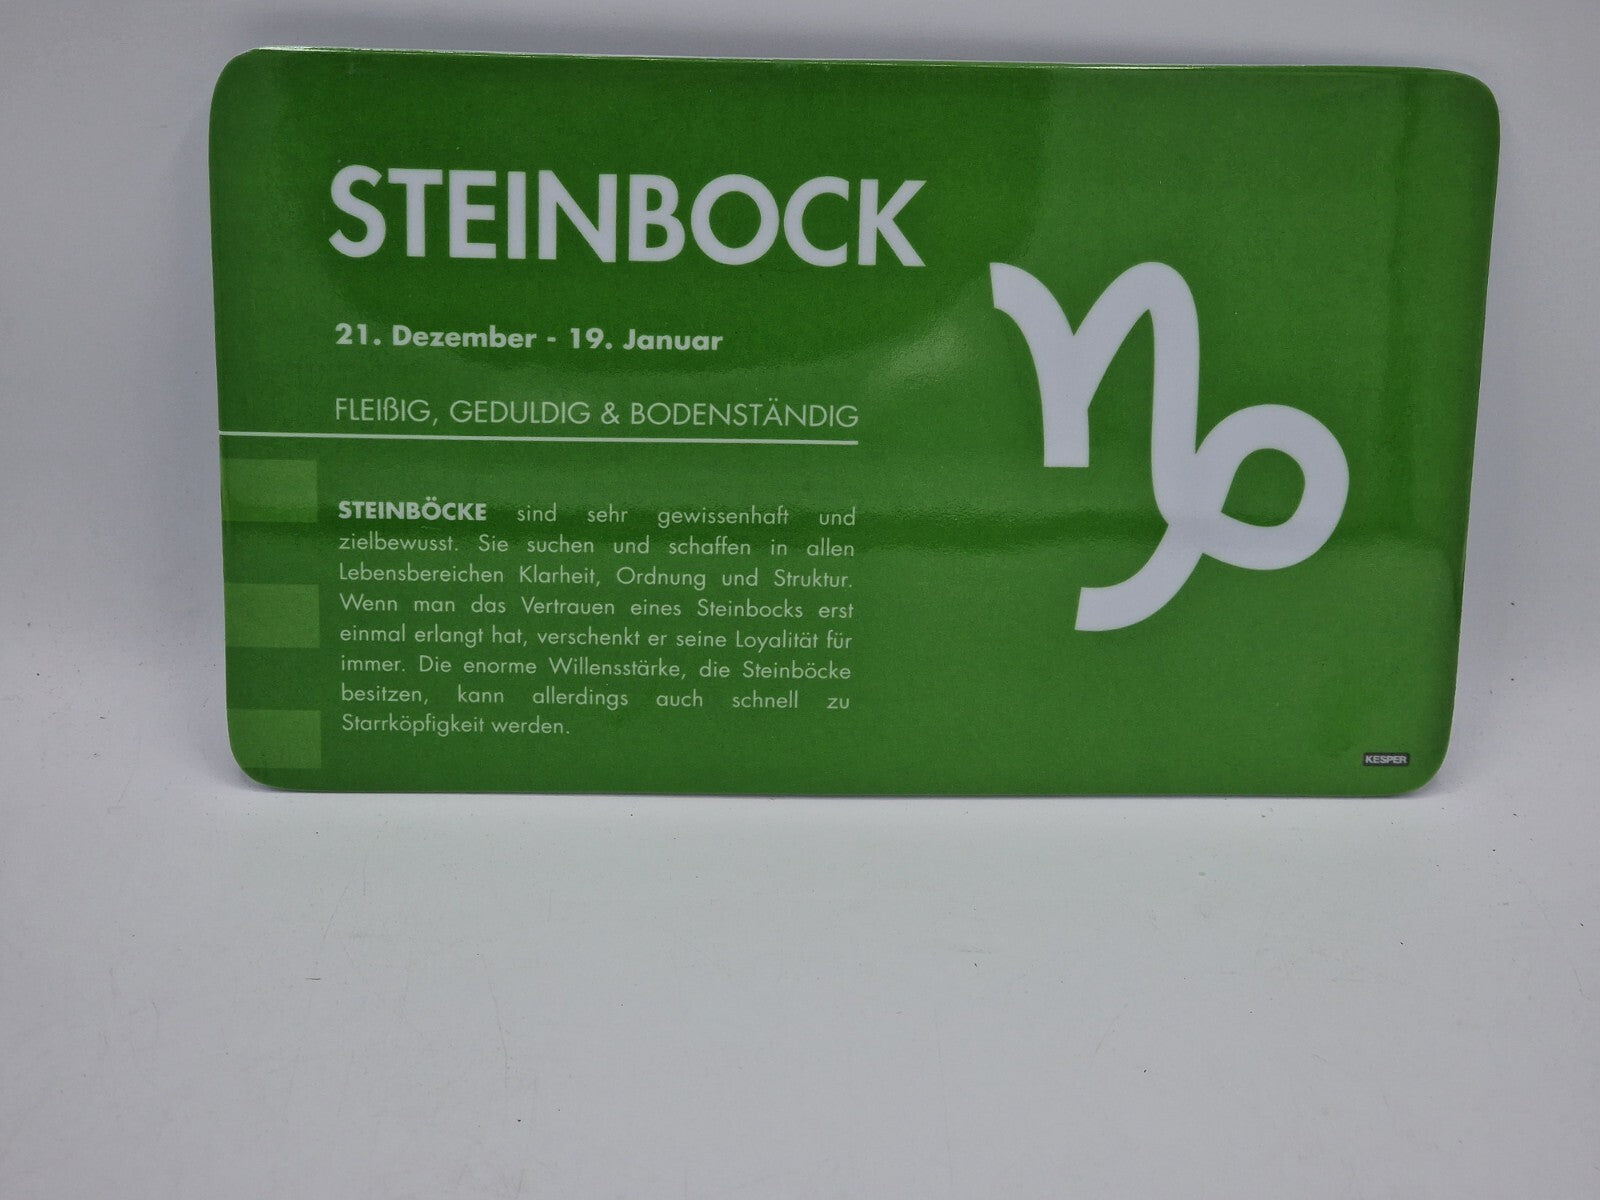 STEINBOCK
21. Dezember - 19. Januar
FLEIßIG, GEDULDIG & BODENSTÄNDIG
STEINBÖCKE sind sehr gewissenhaft und
zielbewusst. Sie suchen und schaffen in allen
Lebensbereichen Klarheit, Ordnung und Struktur.
Wenn man das Vertrauen eines Steinbocks erst
einmal erlangt hat, verschenkt er seine Loyalität für
immer. Die enorme Willensstärke, die Steinböcke
besitzen, kann allerdings auch schnell zu
Starrköpfigkeit werden.
KESPER